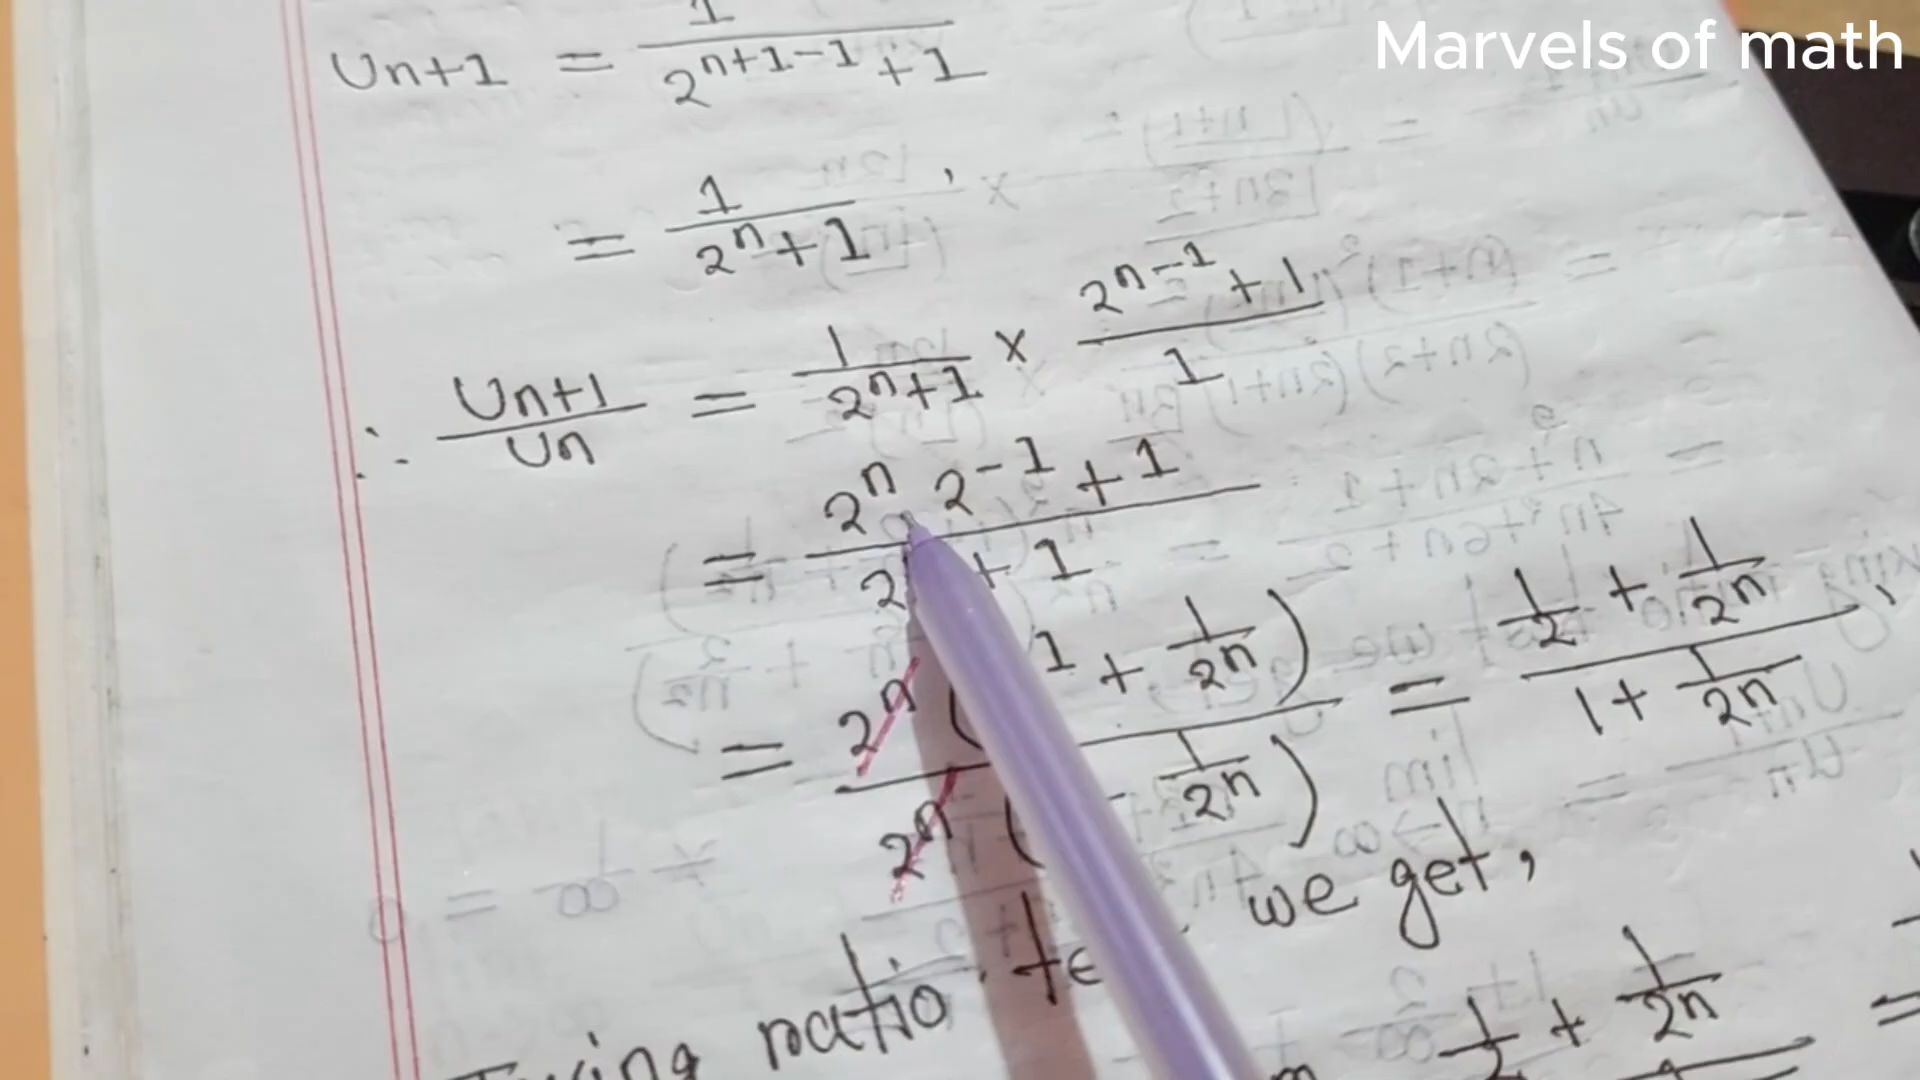 Marvels of math
Un+1 = 1/(2^(n+1-1) + 1)
= 1/(2^n + 1) ,
∴ Un+1/Un = 1/(2^n + 1) × (2^(n-1) + 1)/1
= (2^n 2^-1 + 1)/(2 + 1)
= 2^n ( 1 + 1/2^n) / 2^n ( 1/2^n) = (1/2 + 1/2^n)/(1 + 1/2^n) ,
ratio we get,
1/2 + 1/2^n =